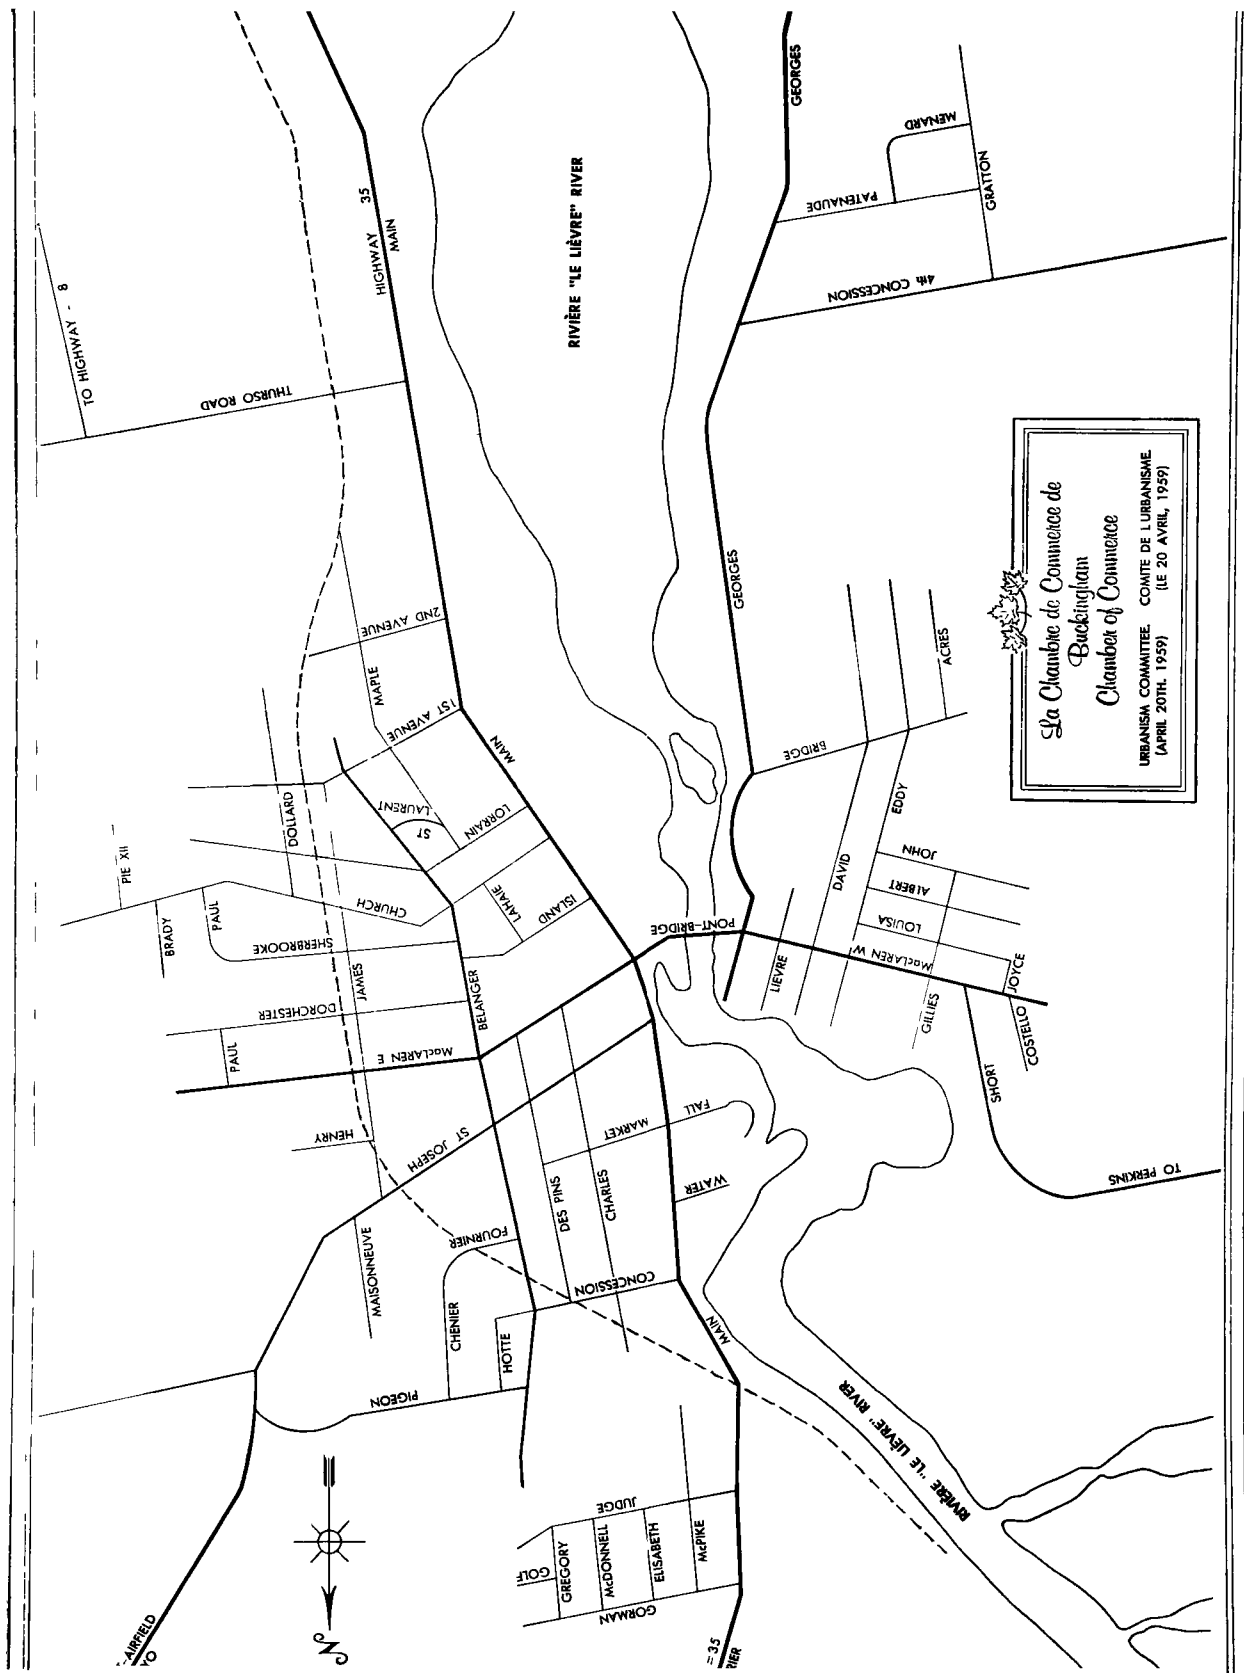 TO HIGHWAY - 8
THURSO ROAD
HIGHWAY 35
MAIN
RIVIÈRE "LE LIÈVRE" RIVER
GEORGES
MENARD
PATENAUDE
GRATTON
4th CONCESSION
2ND AVENUE
MAPLE
1ST AVENUE
MAIN
GEORGES
ST LAURENT
LORRAIN
DOLLARD
PIE XII
CHURCH
LAHAIE
ISLAND
BRADY
PAUL
SHERBROOKE
JAMES
DORCHESTER
BELANGER
PAUL
MacLAREN E
PONT-BRIDGE
BRIDGE
ACRES
EDDY
DAVID
JOHN
ALBERT
LOUISA
MacLAREN W
LIEVRE
GILLIES
JOYCE
COSTELLO
SHORT
TO PERKINS
HENRY
ST JOSEPH
MARKET
FALL
WATER
DES PINS
CHARLES
MAISONNEUVE
FOURNIER
CHENIER
HOTTE
CONCESSION
MAIN
PIGEON
RIVIÈRE "LE LIÈVRE" RIVER
JUDGE
GOLF
GREGORY
McDONNELL
ELISABETH
McPIKE
GORMAN
N
-AIRFIELD
YO
= 35
RIER
La Chambre de Commerce de
Buckingham
Chamber of Commerce
URBANISM COMMITTEE. COMITE DE L'URBANISME.
(APRIL 20TH. 1959) (LE 20 AVRIL, 1959)